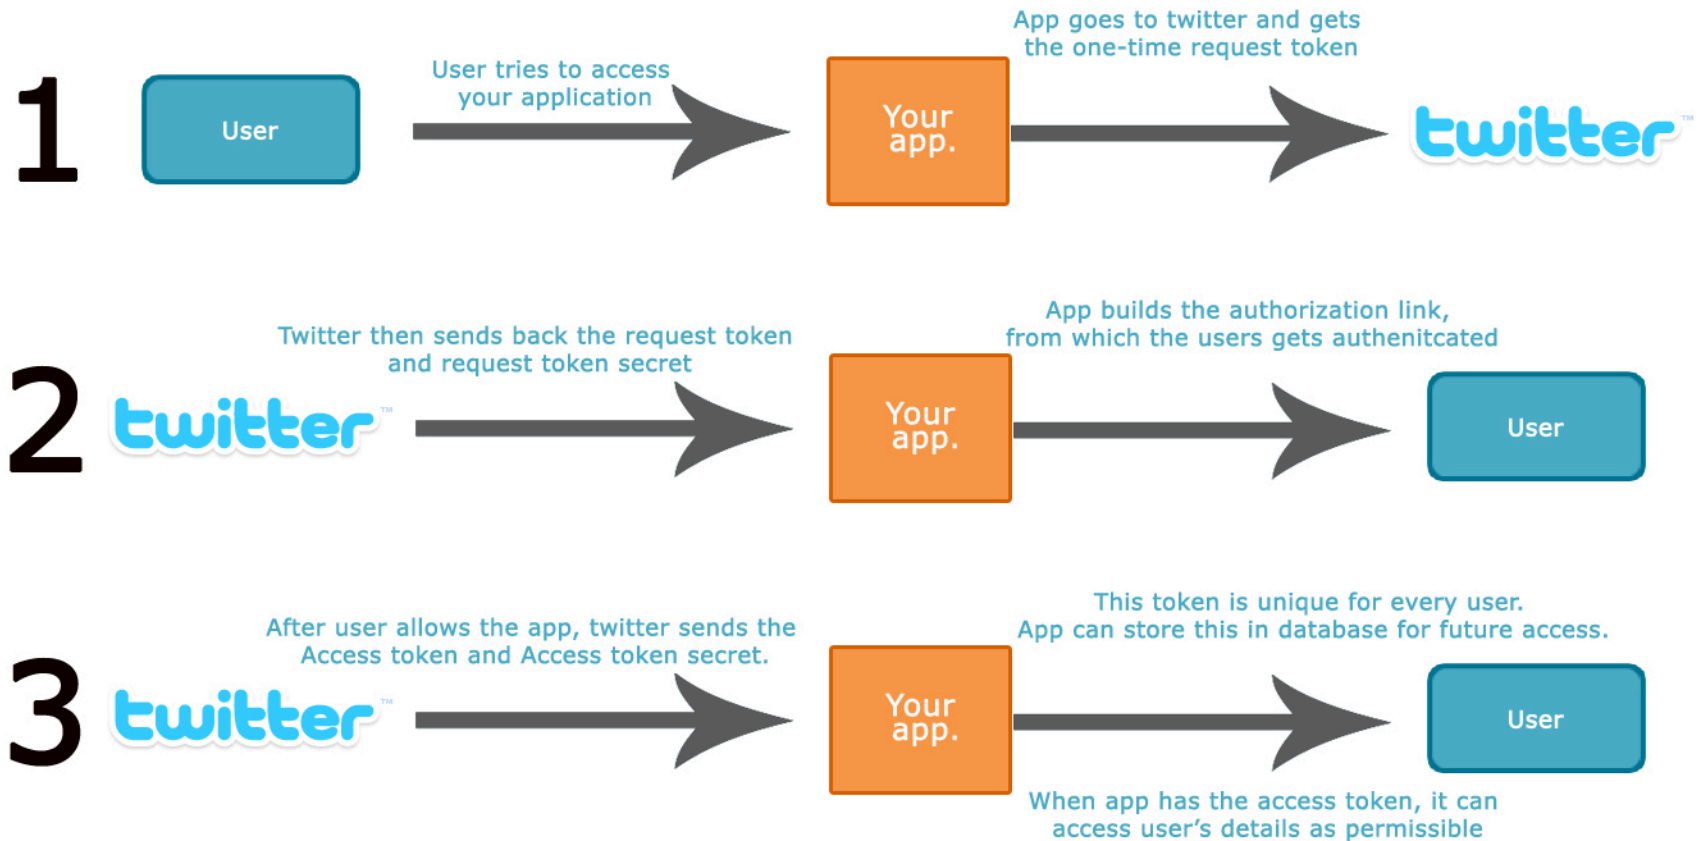 1
User
User tries to access
your application
Your
app.
App goes to twitter and gets
the one-time request token
twitter™
2
twitter™
Twitter then sends back the request token
and request token secret
Your
app.
App builds the authorization link,
from which the users gets authenitcated
User
3
twitter™
After user allows the app, twitter sends the
Access token and Access token secret.
Your
app.
This token is unique for every user.
App can store this in database for future access.
User
When app has the access token, it can
access user's details as permissible